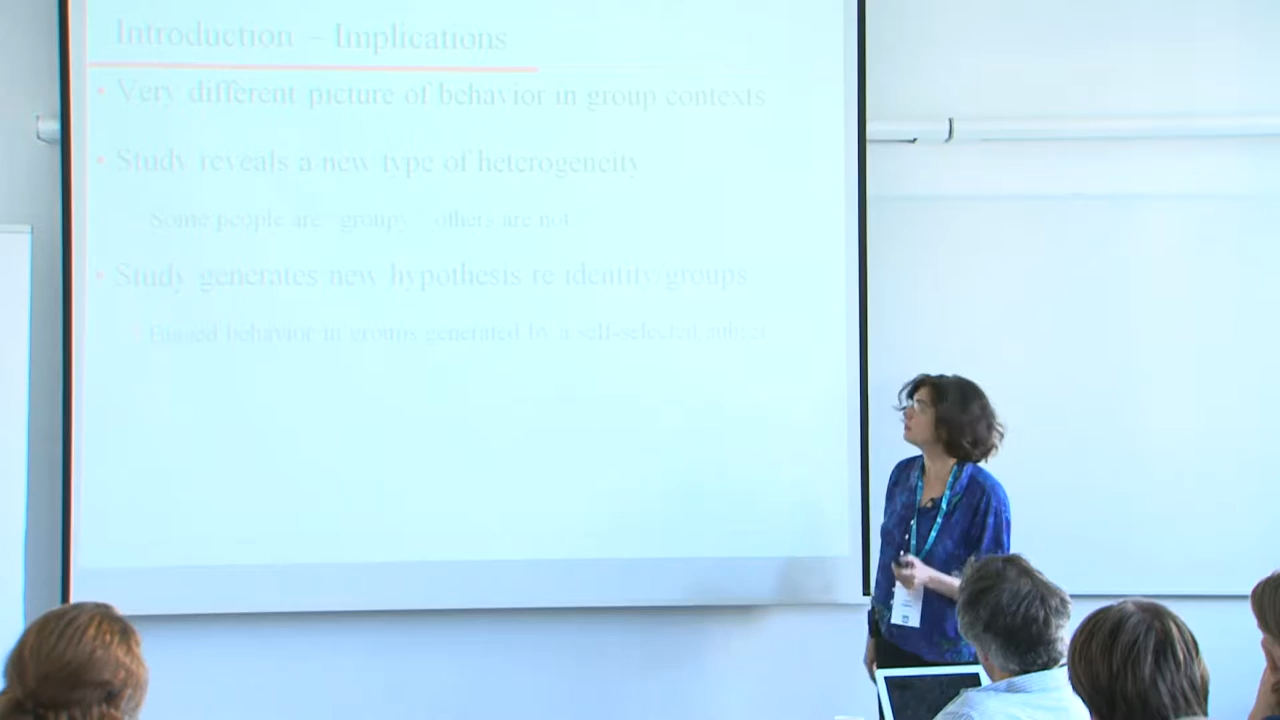 Introduction – Implications
• Very different picture of behavior in group contexts
• Study reveals a new type of heterogeneity
Some people are "groupy" others are not
• Study generates new hypothesis re identity/groups
Biased behavior in groups generated by a self-selected subset